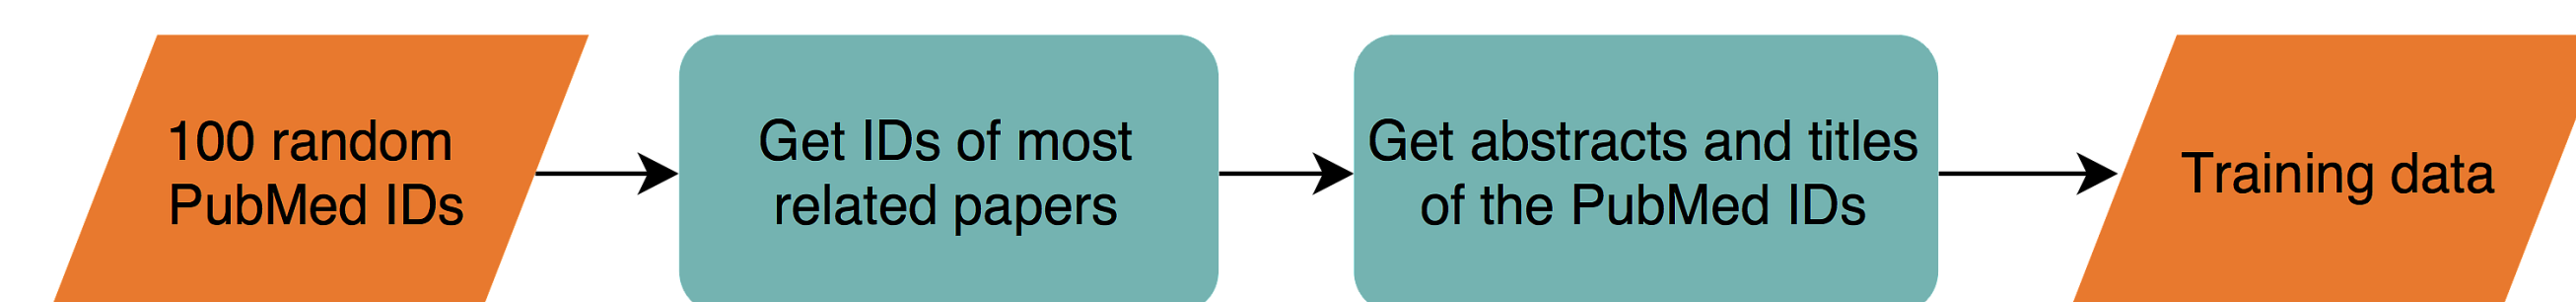 100 random
PubMed IDs
Get IDs of most
related papers
Get abstracts and titles
of the PubMed IDs
Training data